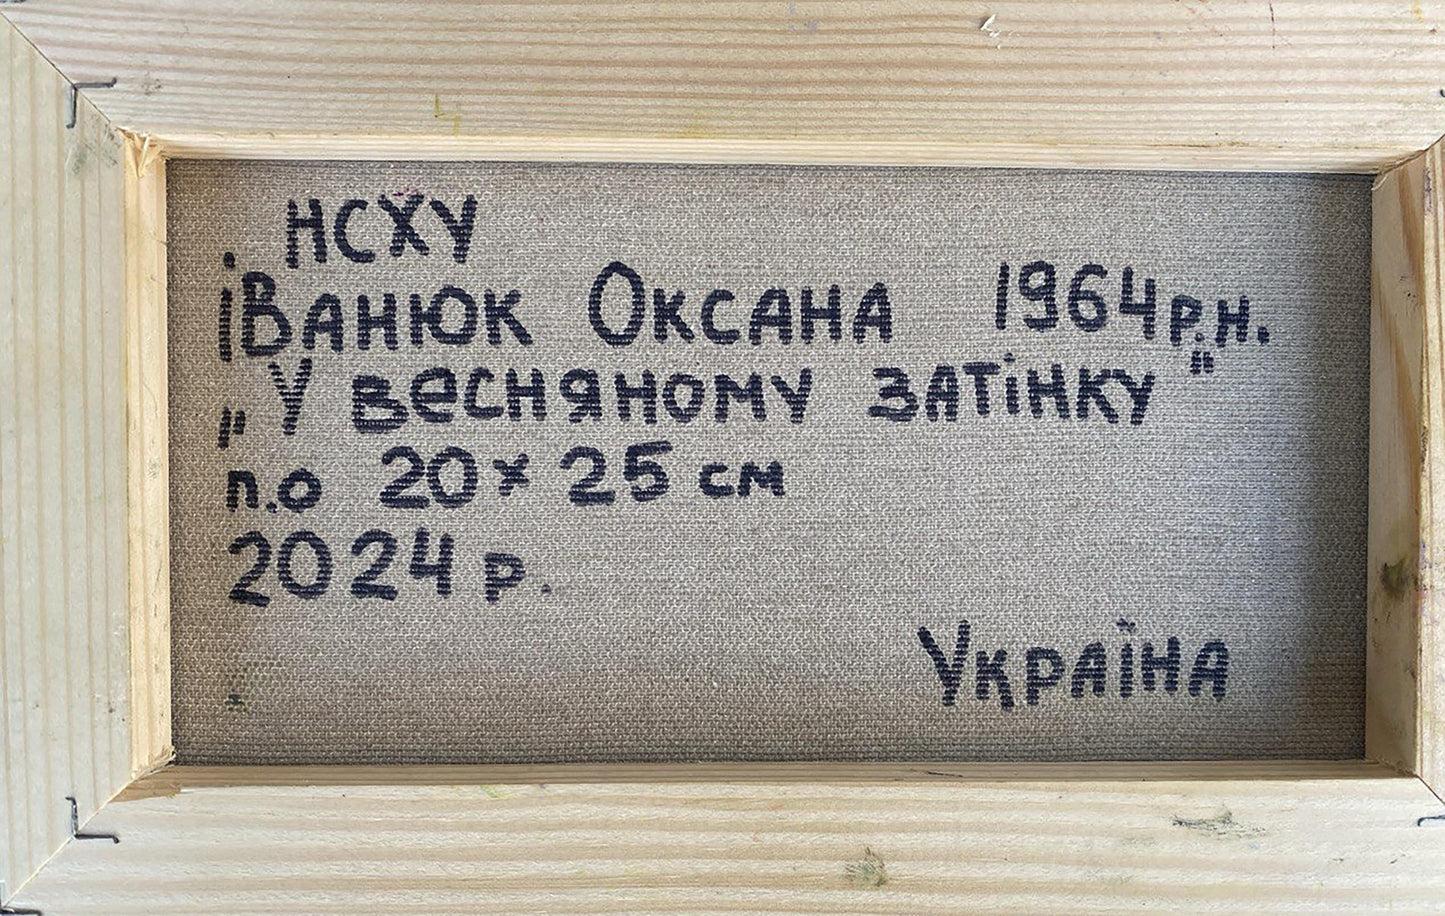 НСХУ
іВанюк Оксана 1964р.н.
„У весняному затінку"
п.о 20х25 см
2024р.
Україна